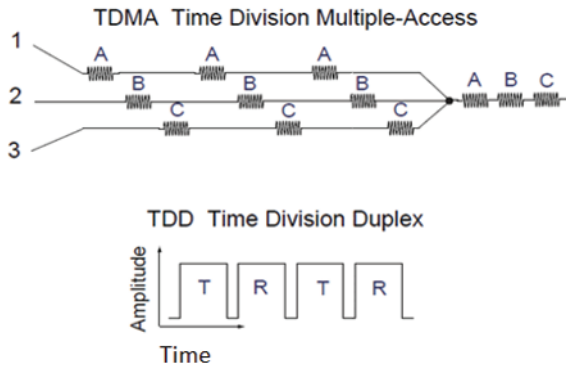 TDMA Time Division Multiple-Access
1 A A A
2 B B B A B C
3 C C C
TDD Time Division Duplex
Amplitude
T R T R
Time